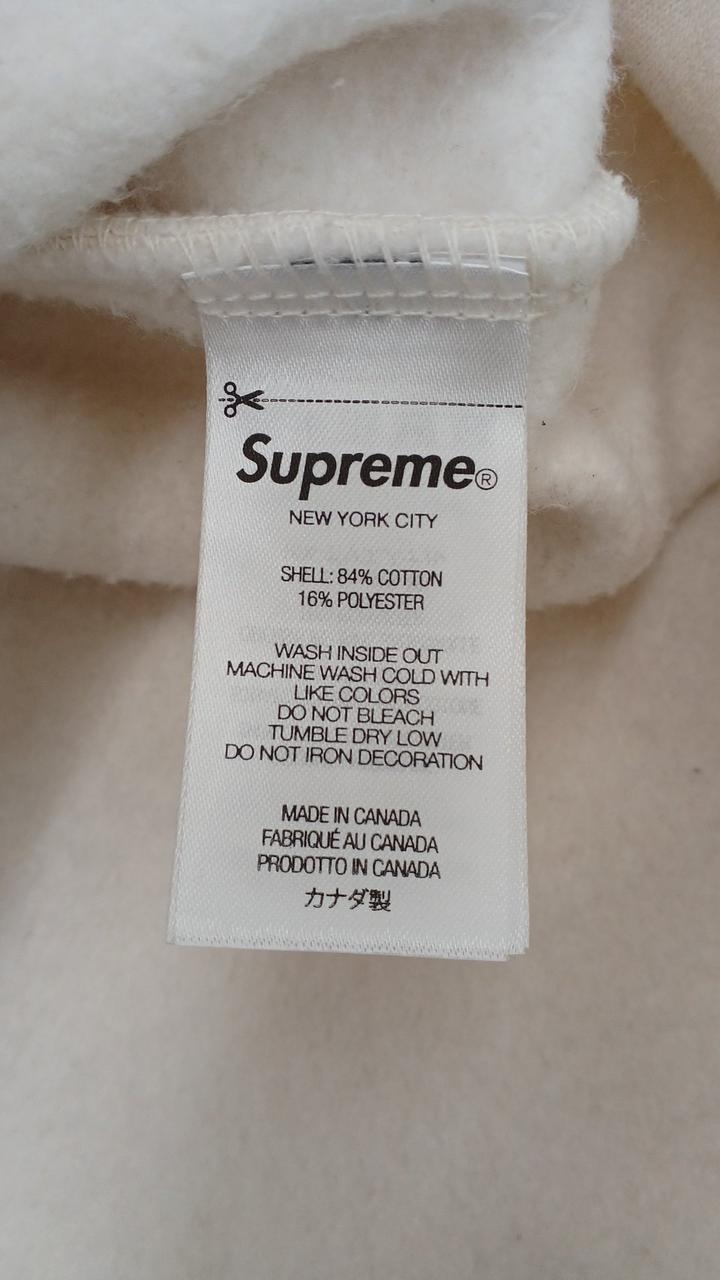 Supreme®
NEW YORK CITY
SHELL: 84% COTTON
16% POLYESTER
WASH INSIDE OUT
MACHINE WASH COLD WITH
LIKE COLORS
DO NOT BLEACH
TUMBLE DRY LOW
DO NOT IRON DECORATION
MADE IN CANADA
FABRIQUÉ AU CANADA
PRODOTTO IN CANADA
カナダ製